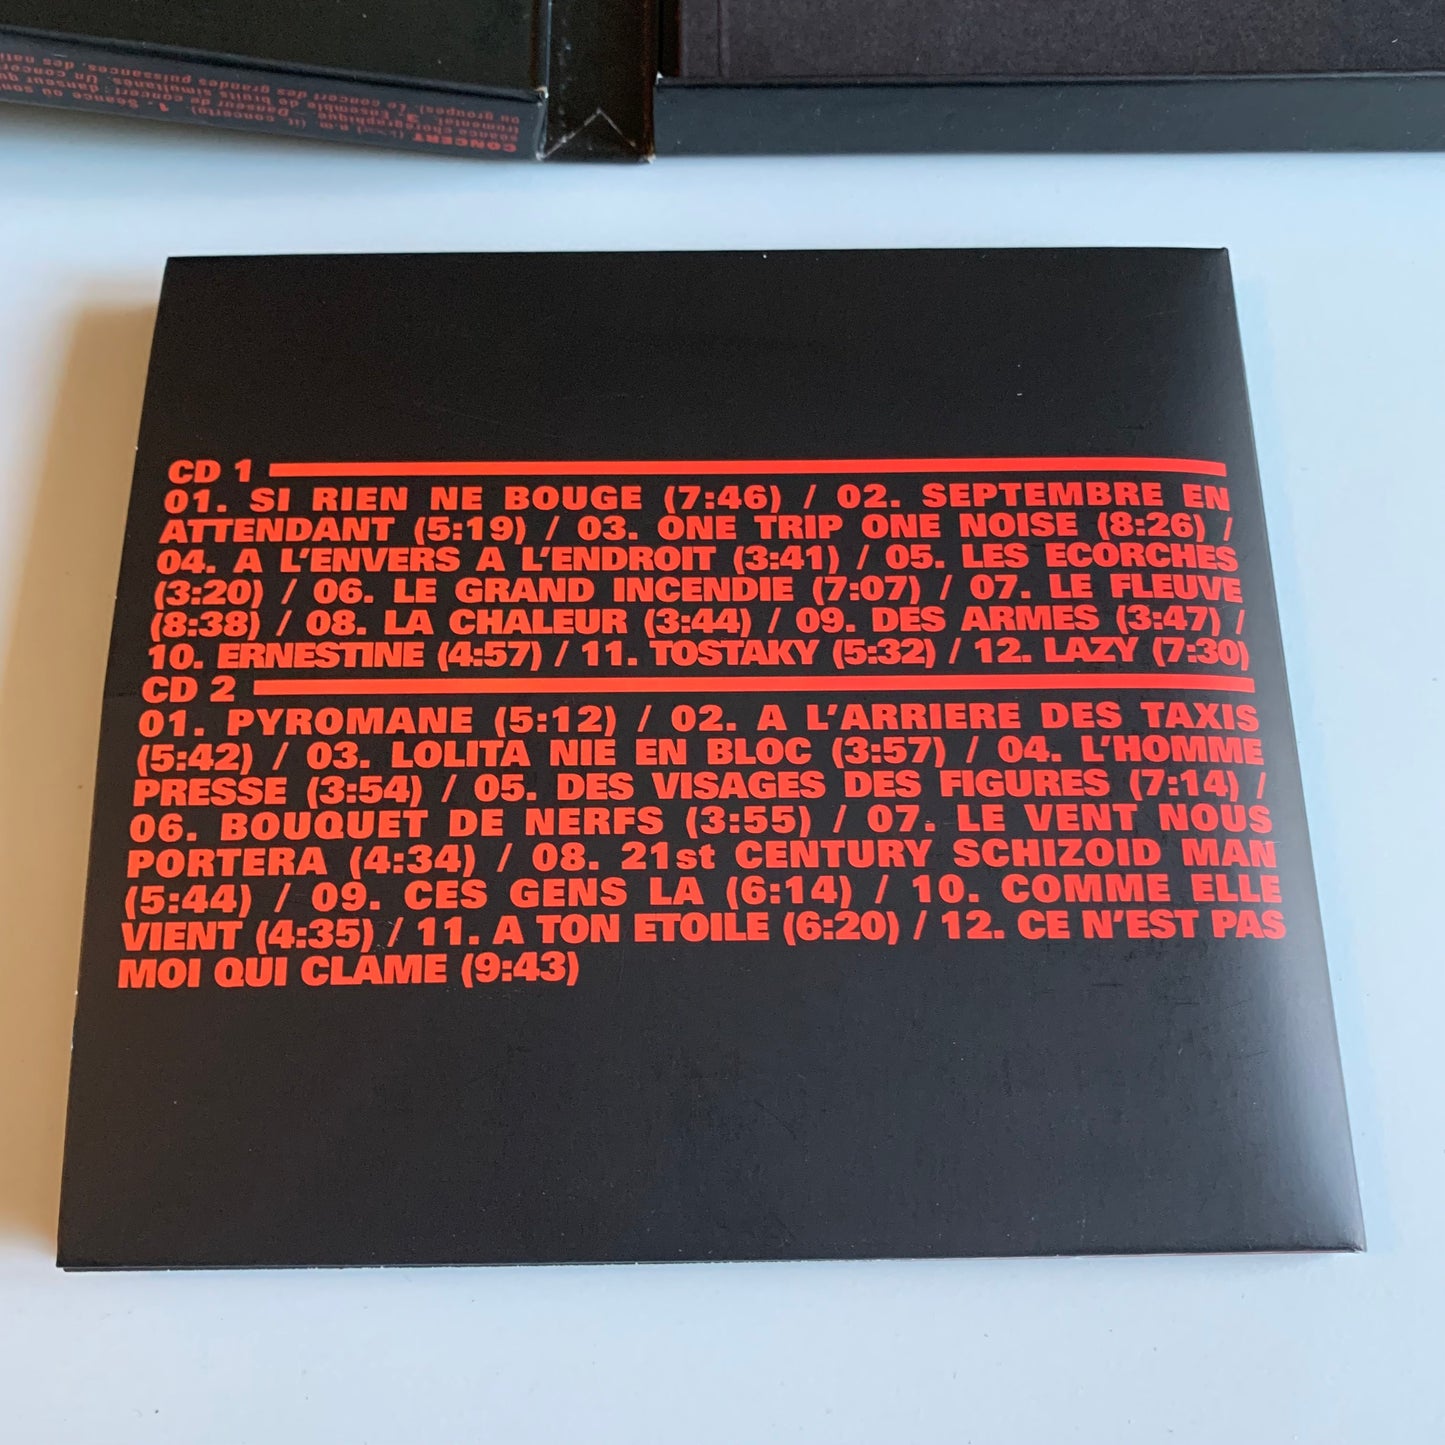 CONCERT
CD 1
01. SI RIEN NE BOUGE (7:46) / 02. SEPTEMBRE EN
ATTENDANT (5:19) / 03. ONE TRIP ONE NOISE (8:26) /
04. A L'ENVERS A L'ENDROIT (3:41) / 05. LES ECORCHES
(3:20) / 06. LE GRAND INCENDIE (7:07) / 07. LE FLEUVE
(8:38) / 08. LA CHALEUR (3:44) / 09. DES ARMES (3:47) /
10. ERNESTINE (4:57) / 11. TOSTAKY (5:32) / 12. LAZY (7:30)
CD 2
01. PYROMANE (5:12) / 02. A L'ARRIERE DES TAXIS
(5:42) / 03. LOLITA NIE EN BLOC (3:57) / 04. L'HOMME
PRESSE (3:54) / 05. DES VISAGES DES FIGURES (7:14) /
06. BOUQUET DE NERFS (3:55) / 07. LE VENT NOUS
PORTERA (4:34) / 08. 21st CENTURY SCHIZOID MAN
(5:44) / 09. CES GENS LA (6:14) / 10. COMME ELLE
VIENT (4:35) / 11. A TON ETOILE (6:20) / 12. CE N'EST PAS
MOI QUI CLAME (9:43)